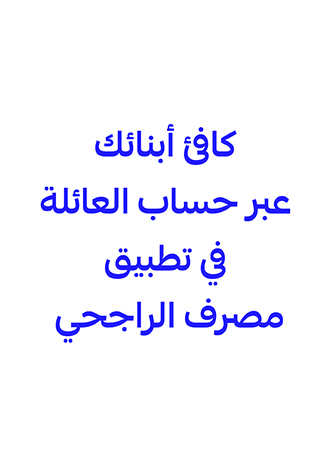 كافئ أبنائك
عبر حساب العائلة
في تطبيق
مصرف الراجحي